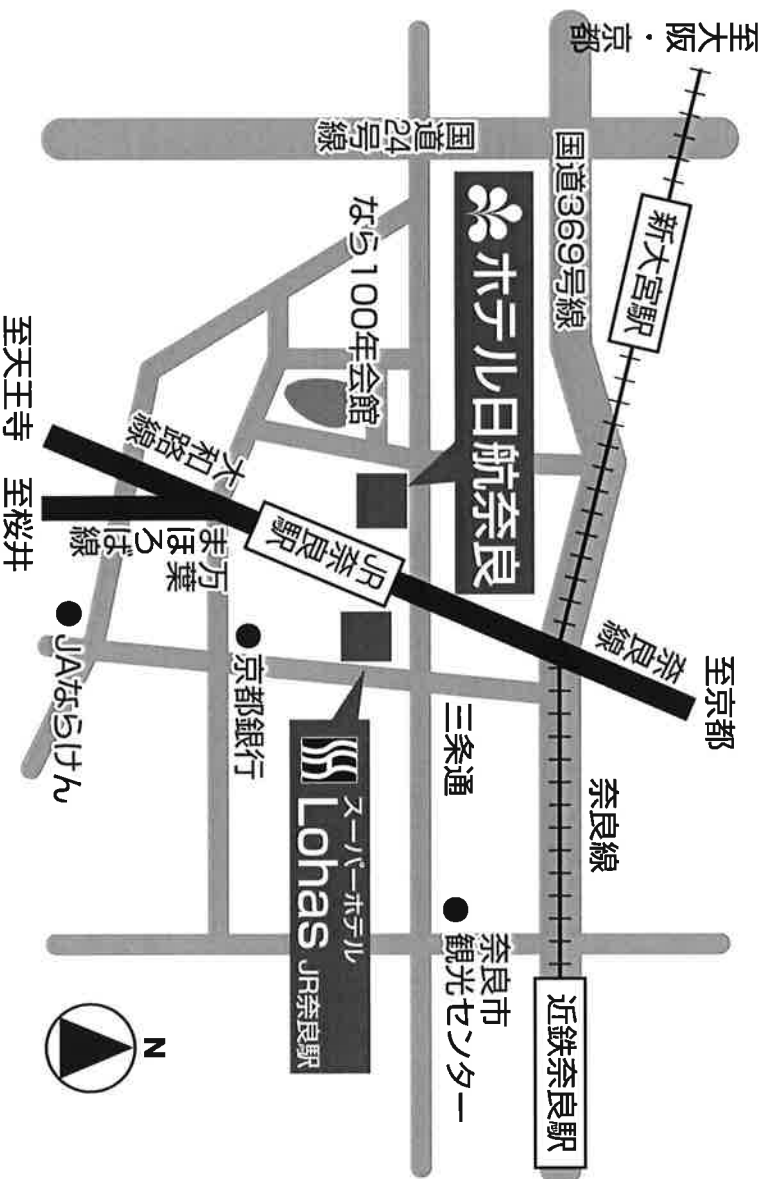 至大阪・京都
新大宮駅
国道369号線
国道24号線
ホテル日航奈良
なら100年会館
大和路線
至天王寺
至桜井
万葉
まほろば線
JR奈良駅
奈良線
至京都
三条通
京都銀行
JAならけん
スーパーホテル
Lohas JR奈良駅
奈良線
奈良市
観光センター
近鉄奈良駅
N